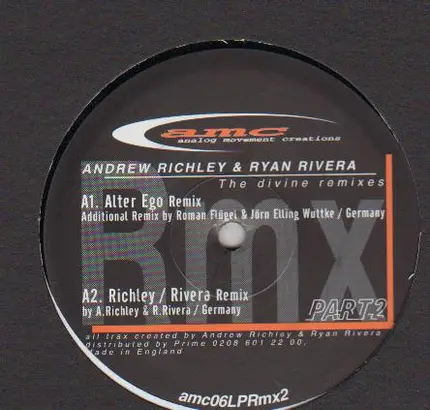 amc
analog movement creations
ANDREW RICHLEY & RYAN RIVERA
The divine remixes
Rmx
A1. Alter Ego Remix
Additional Remix by Roman Flügel & Jörn Elling Wuttke / Germany
A2. Richley / Rivera Remix
by A.Richley & R.Rivera / Germany
PART2
all trax created by Andrew Richley & Ryan Rivera
distributed by Prime 0208 601 22 00,
Made in England
amc06LPRmx2